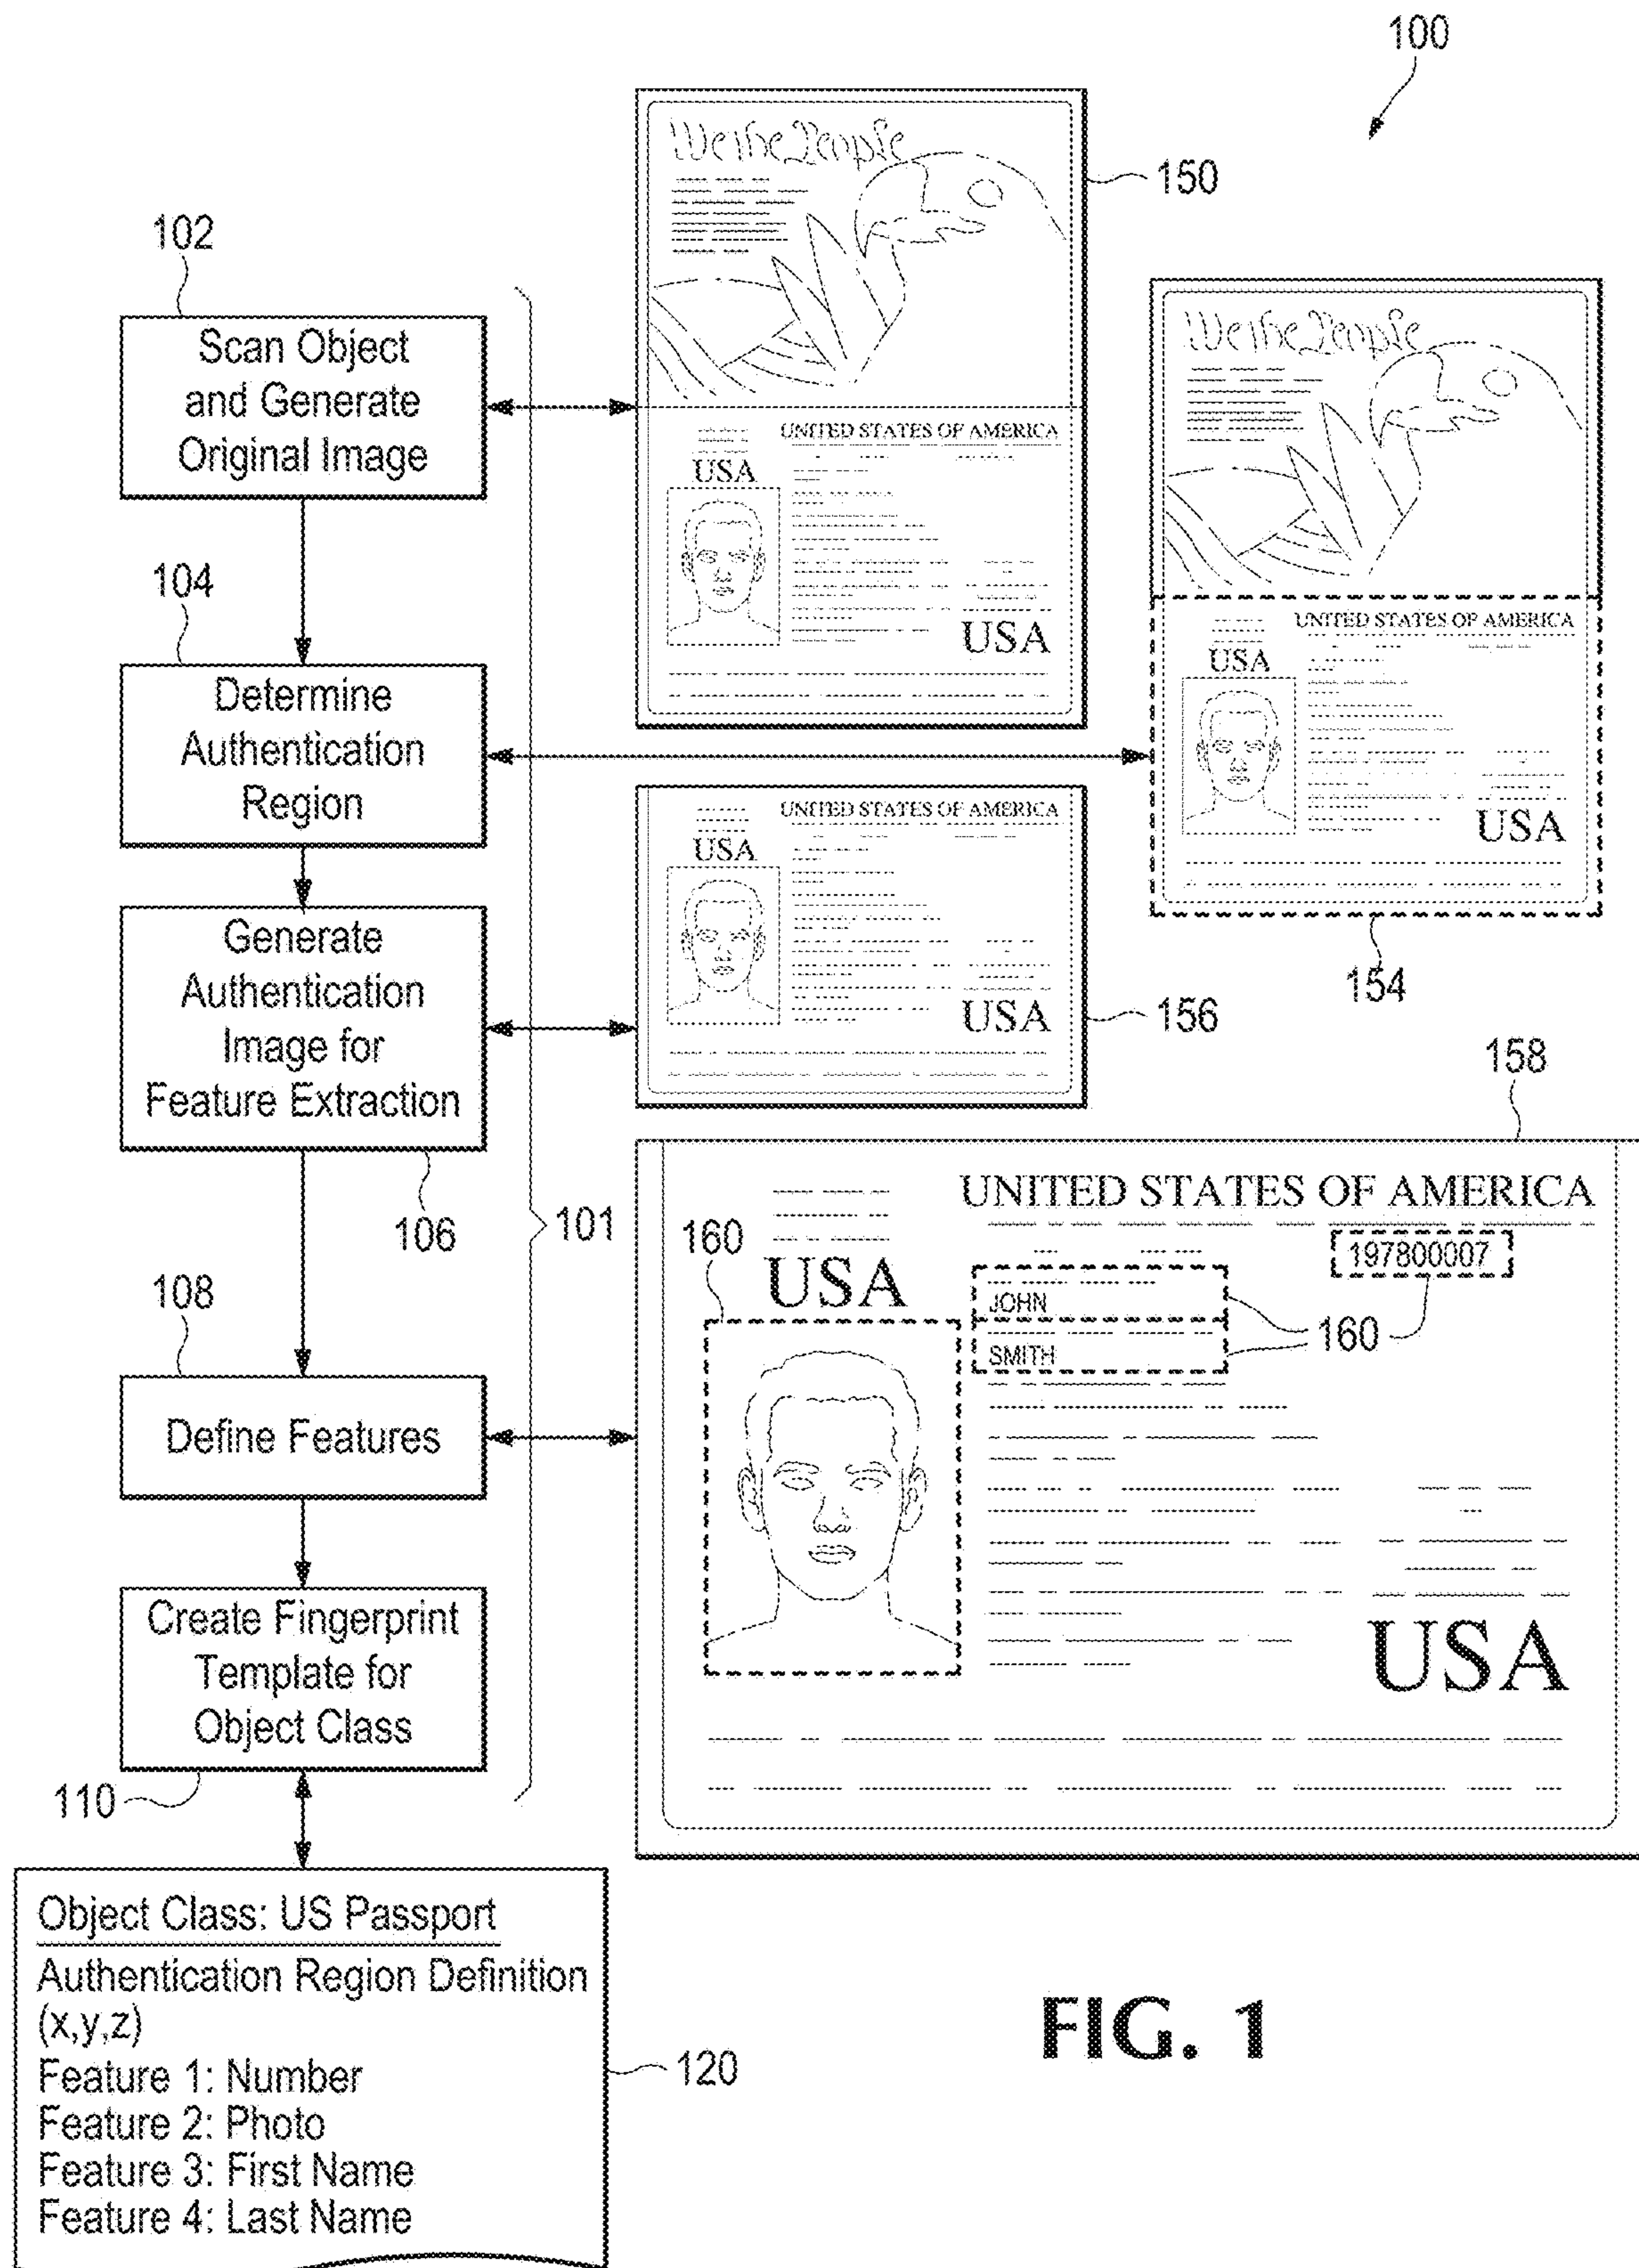 100
We the People
150
102
Scan Object
and Generate
Original Image
UNITED STATES OF AMERICA
USA
USA
We the People
UNITED STATES OF AMERICA
USA
USA
154
104
Determine
Authentication
Region
UNITED STATES OF AMERICA
USA
USA
156
Generate
Authentication
Image for
Feature Extraction
106
101
158
UNITED STATES OF AMERICA
160
USA
197800007
JOHN
SMITH
160
USA
108
Define Features
Create Fingerprint
Template for
Object Class
110
Object Class: US Passport
Authentication Region Definition
(x,y,z)
Feature 1: Number
Feature 2: Photo
Feature 3: First Name
Feature 4: Last Name
120
FIG. 1